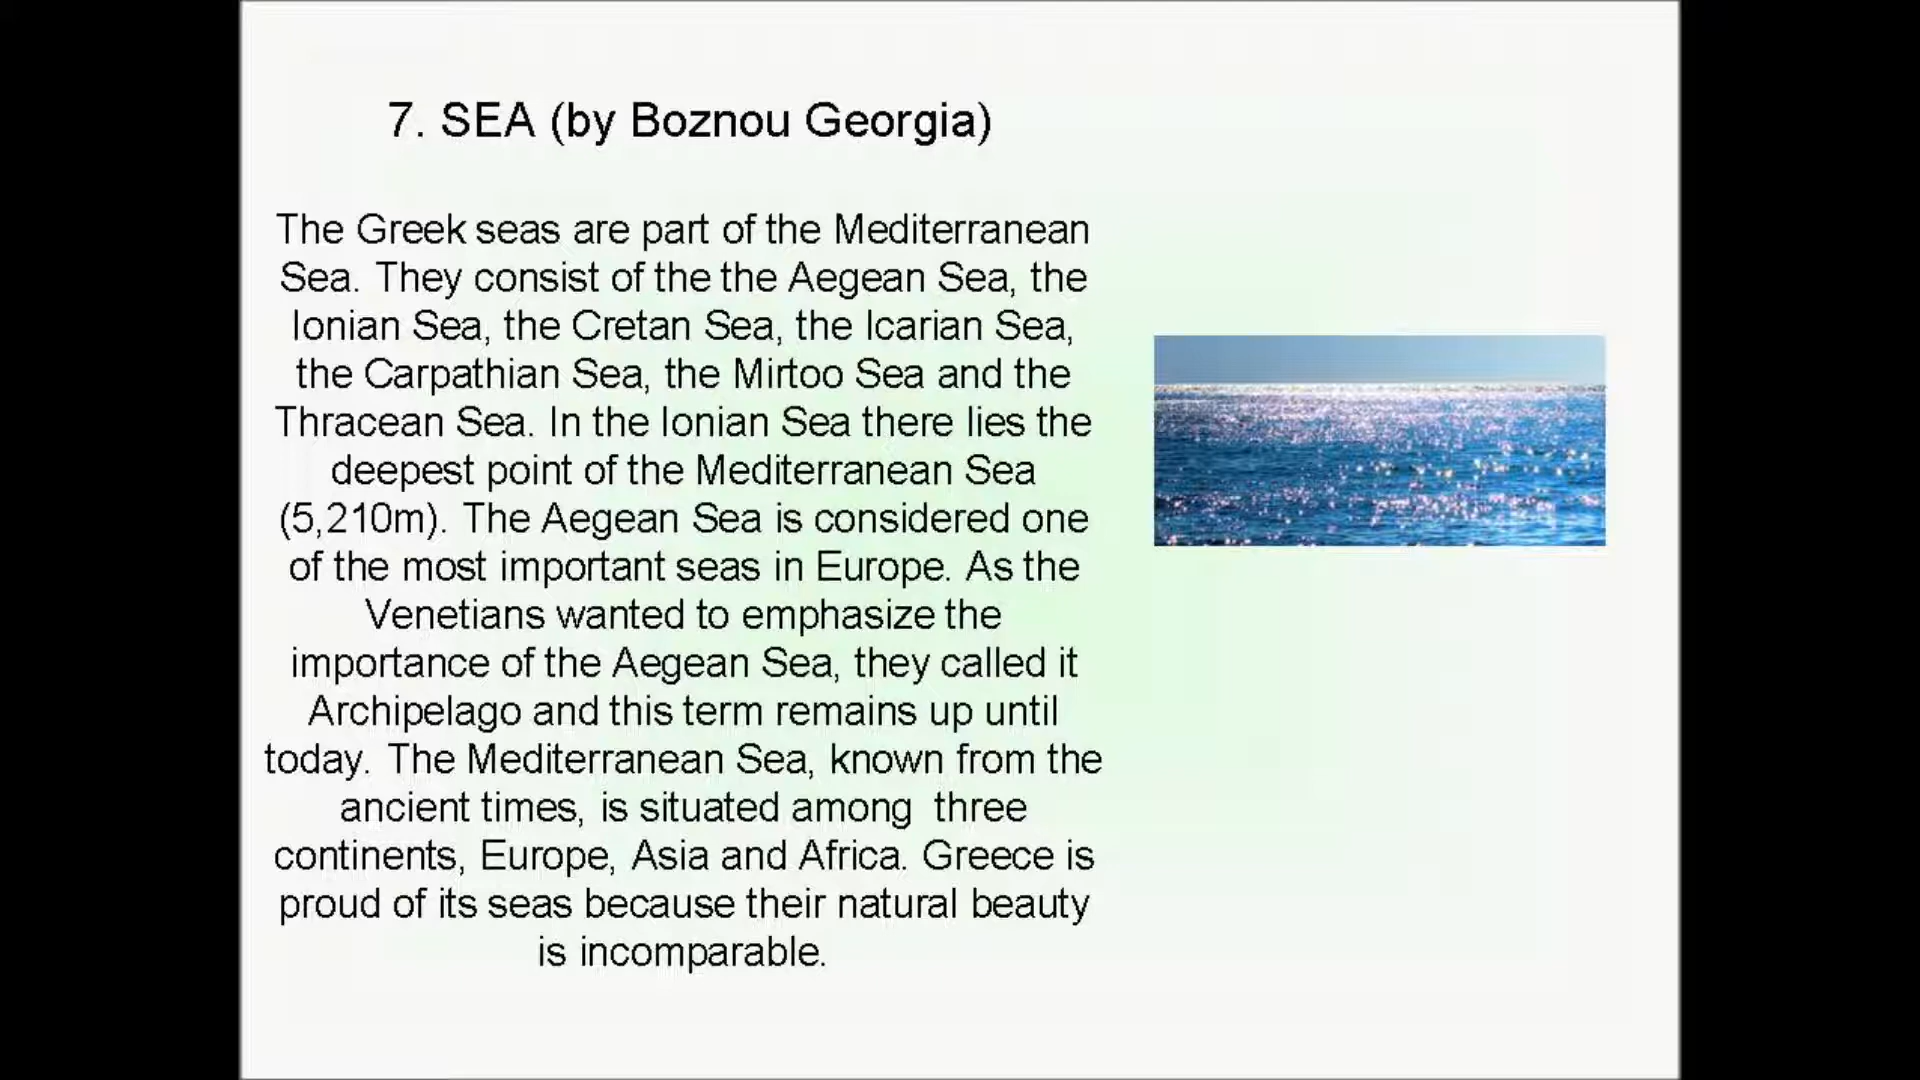 7. SEA (by Boznou Georgia)
The Greek seas are part of the Mediterranean
Sea. They consist of the the Aegean Sea, the
Ionian Sea, the Cretan Sea, the Icarian Sea,
the Carpathian Sea, the Mirtoo Sea and the
Thracean Sea. In the Ionian Sea there lies the
deepest point of the Mediterranean Sea
(5,210m). The Aegean Sea is considered one
of the most important seas in Europe. As the
Venetians wanted to emphasize the
importance of the Aegean Sea, they called it
Archipelago and this term remains up until
today. The Mediterranean Sea, known from the
ancient times, is situated among  three
continents, Europe, Asia and Africa. Greece is
proud of its seas because their natural beauty
is incomparable.